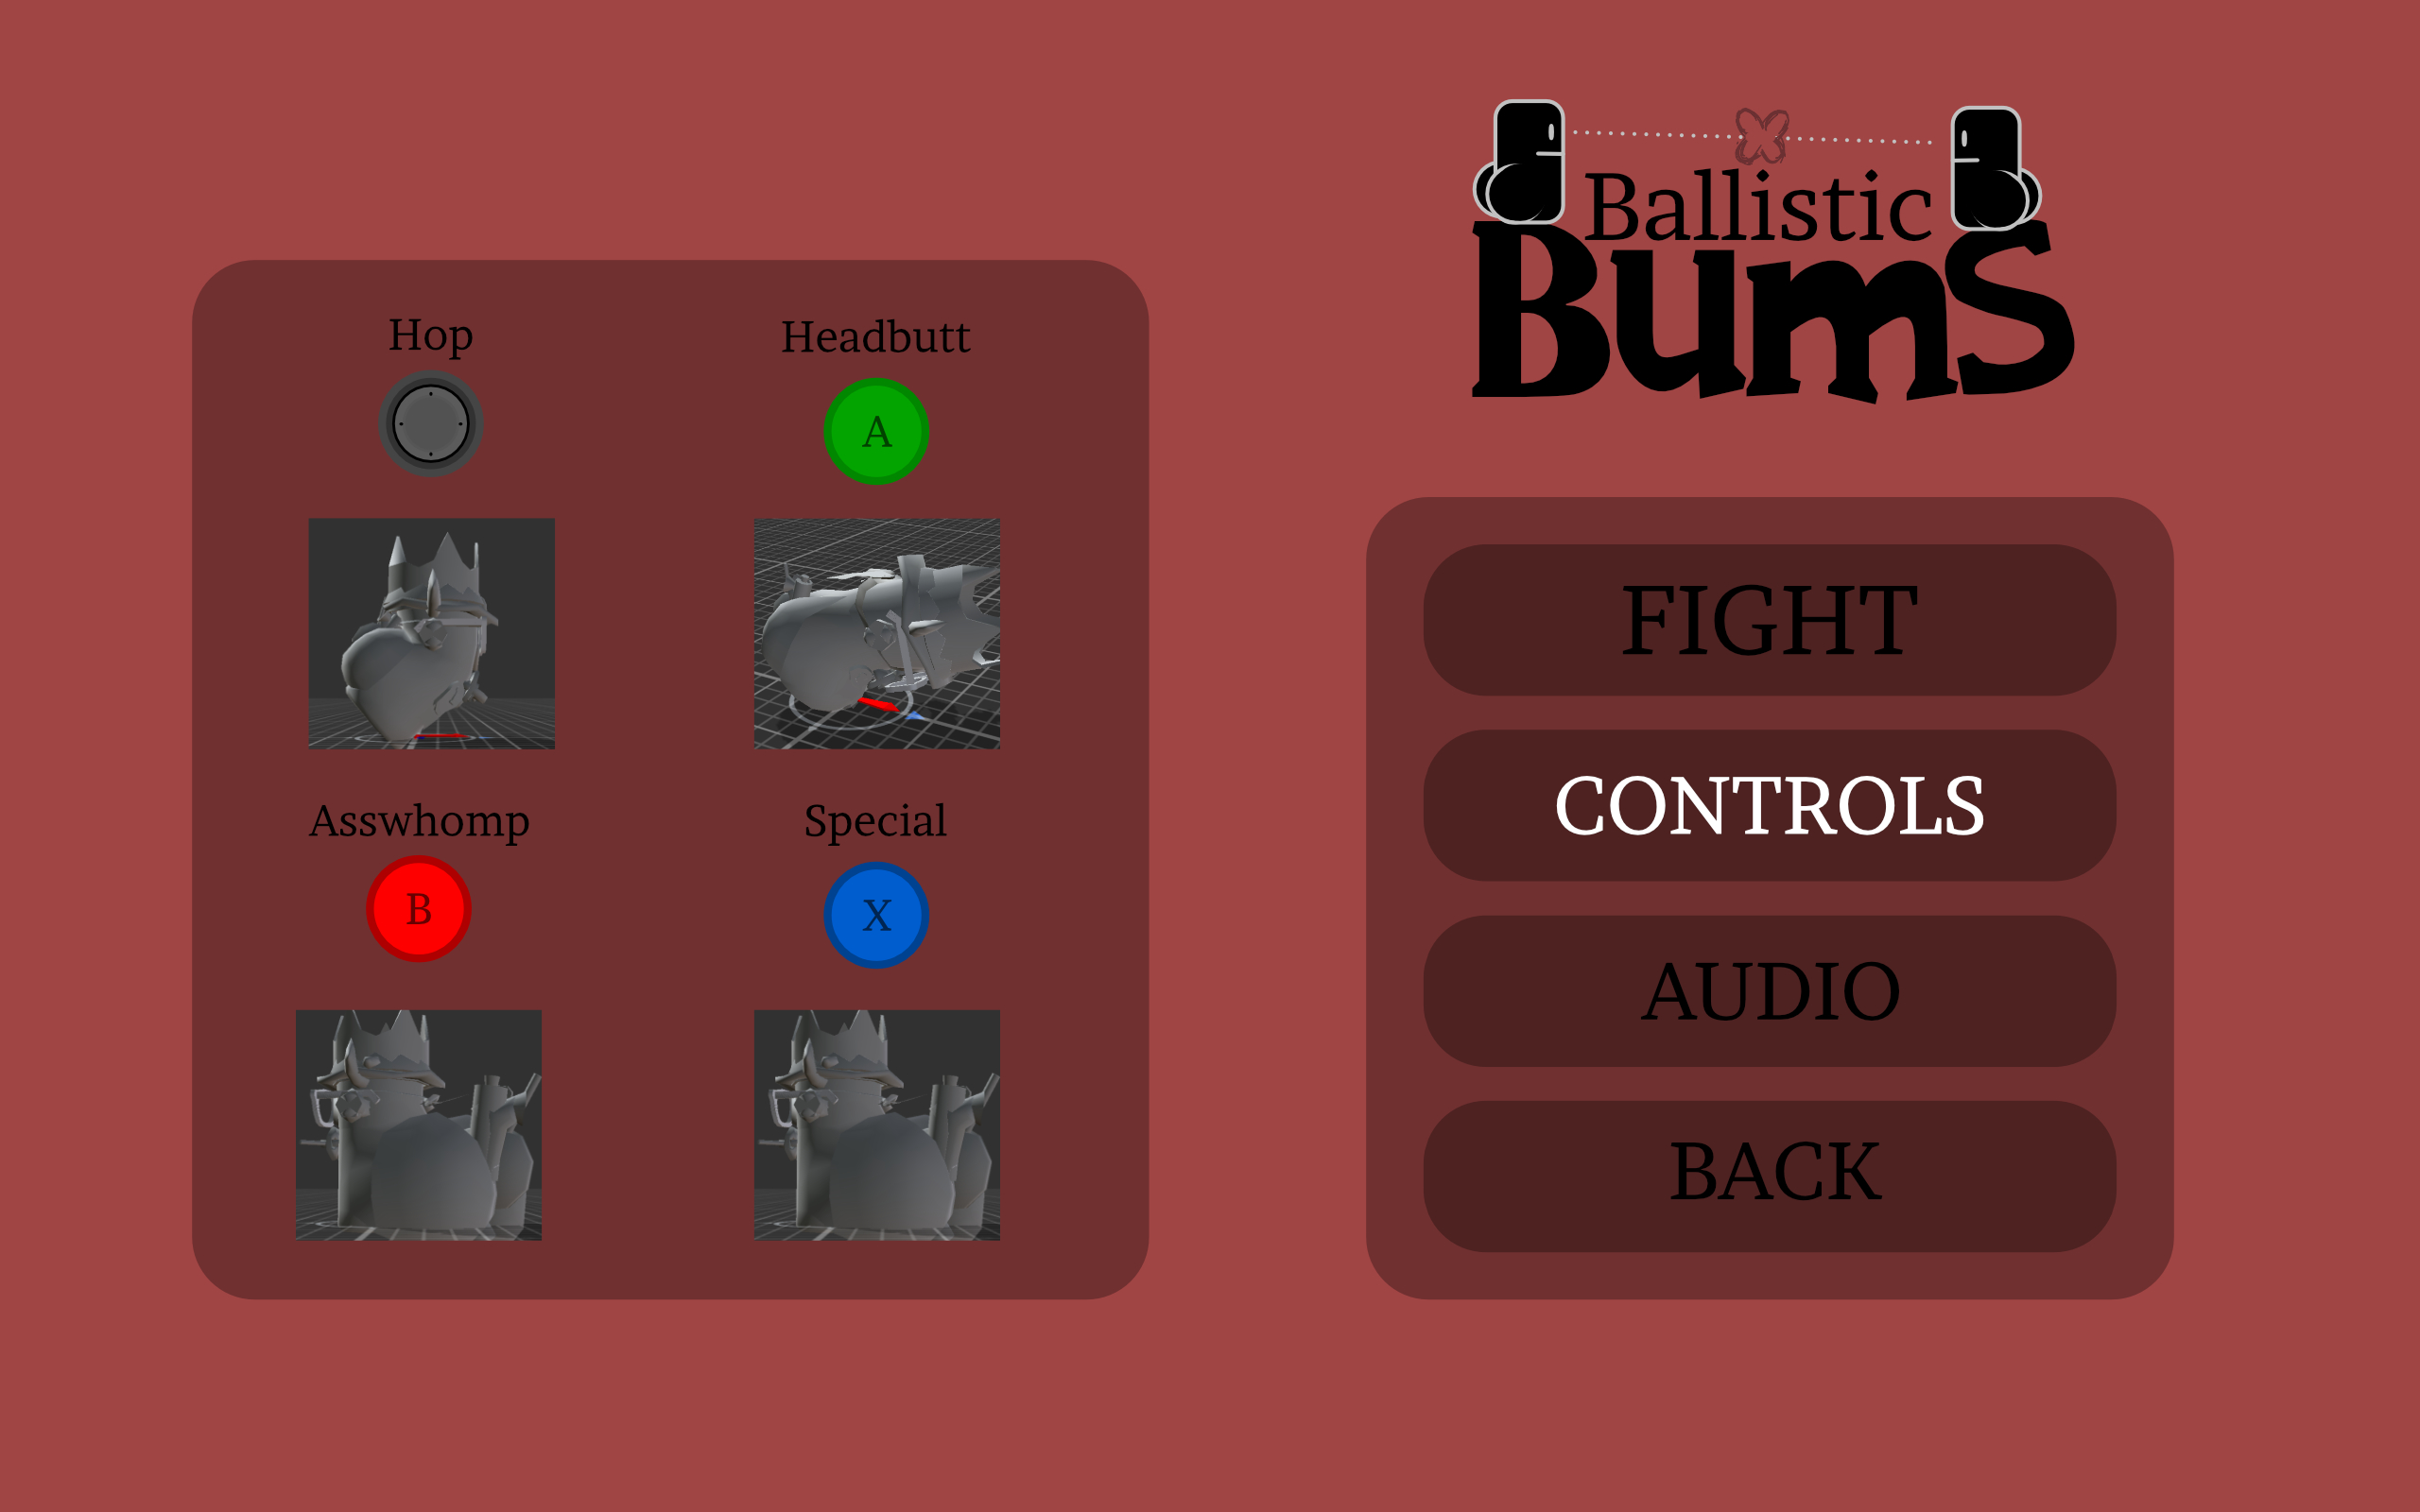 Ballistic
BumS
Hop
Headbutt
A
Asswhomp
Special
B
X
FIGHT
CONTROLS
AUDIO
BACK